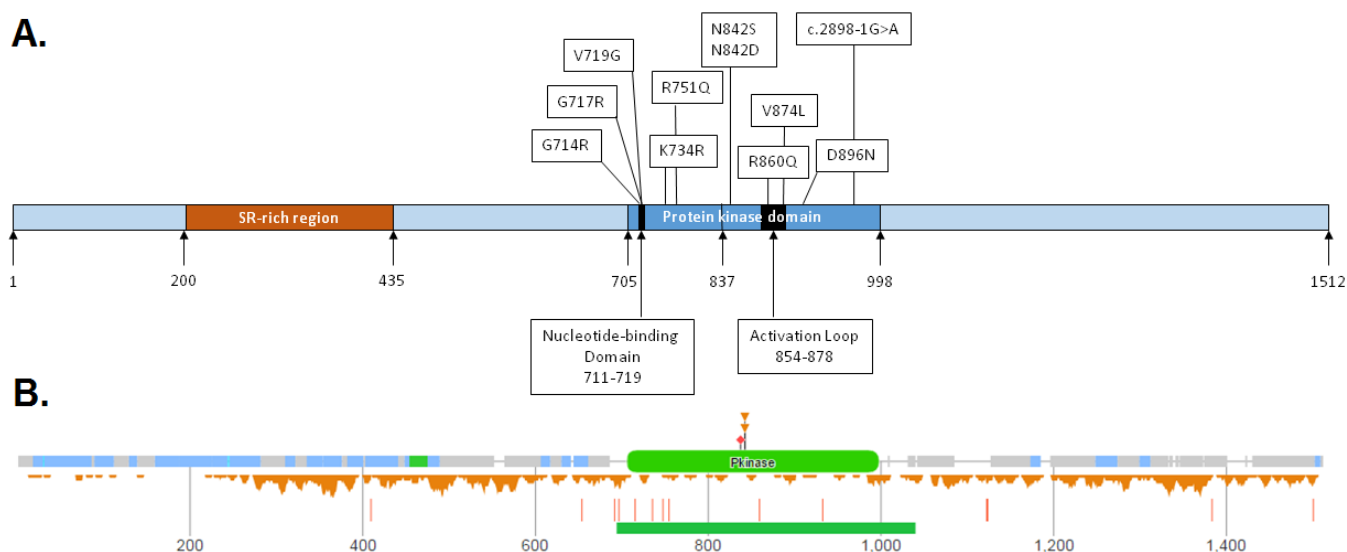 A.
N842S
N842D
c.2898-1G>A
V719G
R751Q
G717R
V874L
G714R
K734R
R860Q
D896N
SR-rich region
Protein kinase domain
1
200
435
705
837
998
1512
Nucleotide-binding
Domain
711-719
Activation Loop
854-878
B.
Pkinase
200
400
600
800
1.000
1.200
1.400